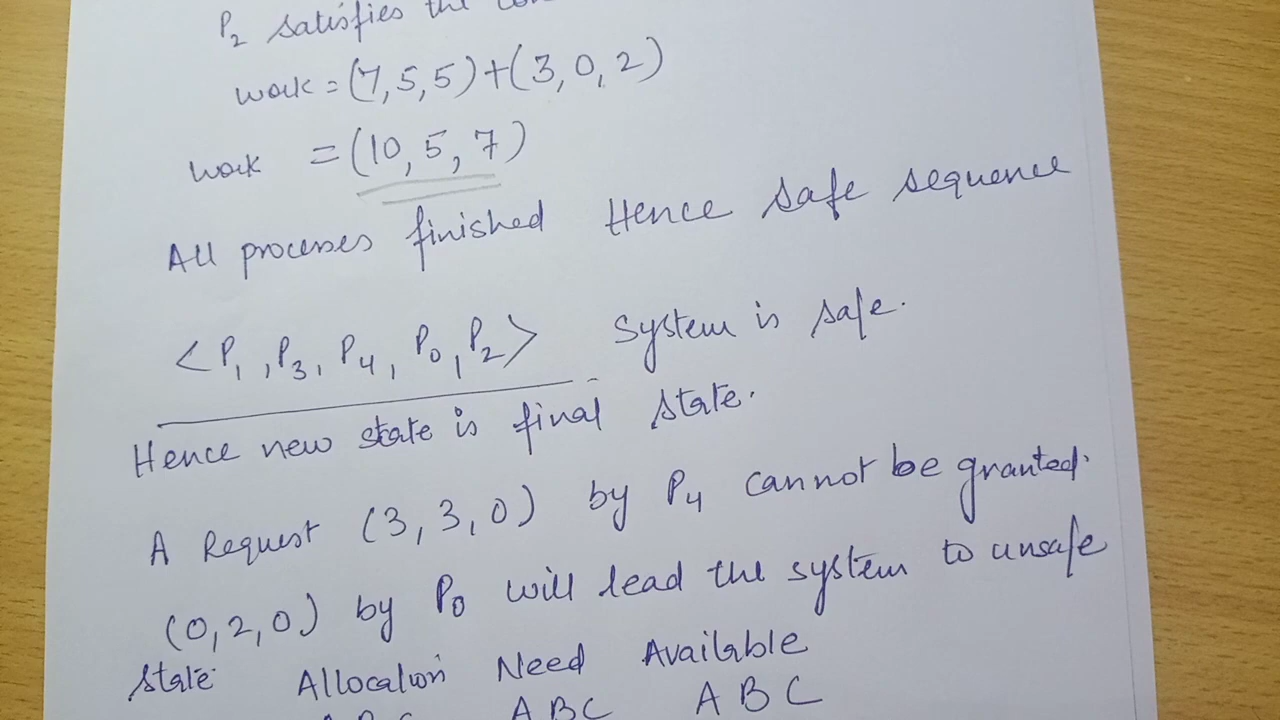 P2 satisfies the
work = (7,5,5)+(3,0,2)
work = (10,5,7)
All processes finished Hence safe sequence
<P1,P3,P4,P0,P2> System is safe.
Hence new state is final state.
A Request (3,3,0) by P4 cannot be granted.
(0,2,0) by P0 will lead the system to unsafe
state Allocation Need Available
ABC ABC ABC